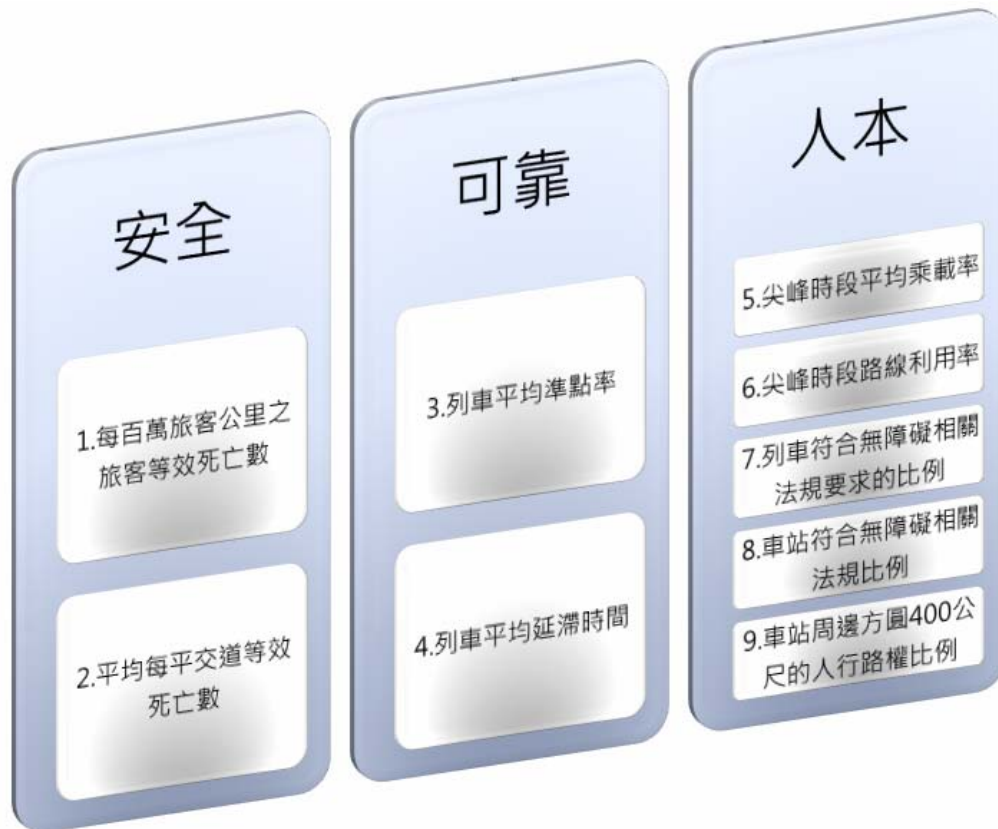 安全
1.每百萬旅客公里之
旅客等效死亡數
2.平均每平交道等效
死亡數
可靠
3.列車平均準點率
4.列車平均延滯時間
人本
5.尖峰時段平均乘載率
6.尖峰時段路線利用率
7.列車符合無障礙相關
法規要求的比例
8.車站符合無障礙相關
法規比例
9.車站周邊方圓400公
尺的人行路權比例